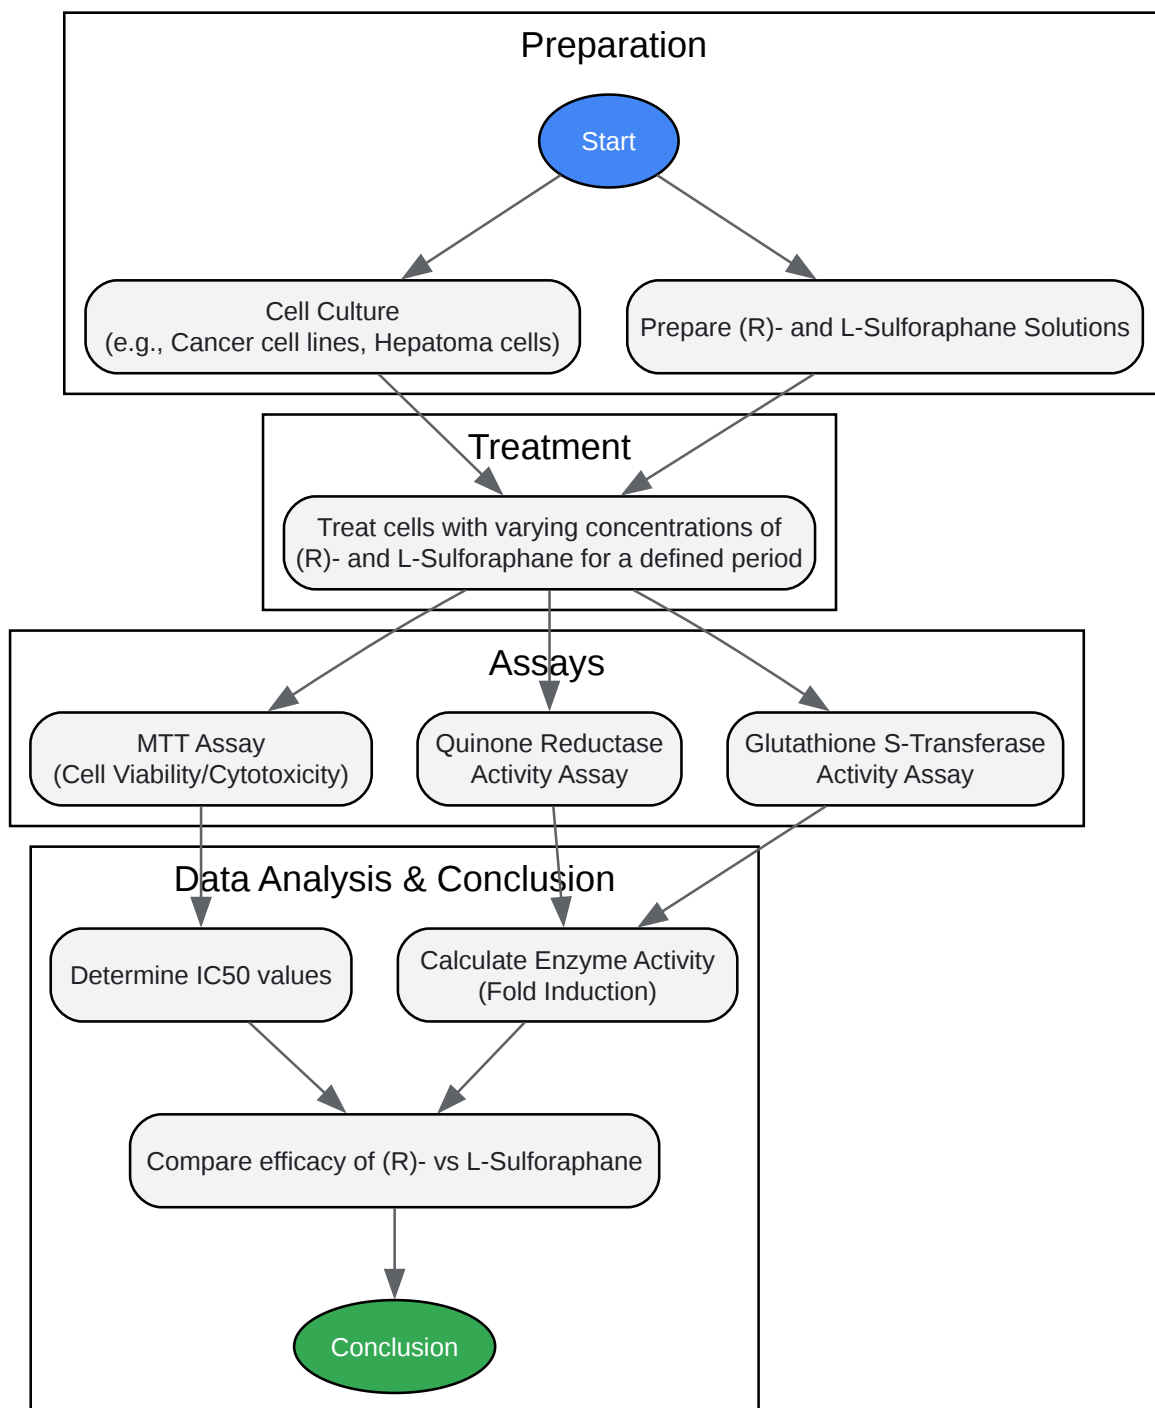 Preparation
Start
Cell Culture
(e.g., Cancer cell lines, Hepatoma cells)
Prepare (R)- and L-Sulforaphane Solutions
Treatment
Treat cells with varying concentrations of
(R)- and L-Sulforaphane for a defined period
Assays
MTT Assay
(Cell Viability/Cytotoxicity)
Quinone Reductase
Activity Assay
Glutathione S-Transferase
Activity Assay
Data Analysis & Conclusion
Determine IC50 values
Calculate Enzyme Activity
(Fold Induction)
Compare efficacy of (R)- vs L-Sulforaphane
Conclusion